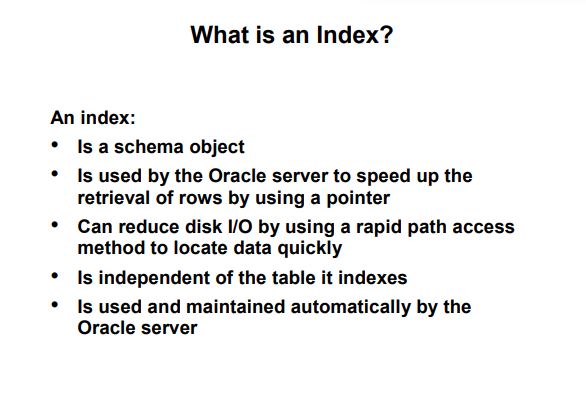 What is an Index?
An index:
• Is a schema object
• Is used by the Oracle server to speed up the
retrieval of rows by using a pointer
• Can reduce disk I/O by using a rapid path access
method to locate data quickly
• Is independent of the table it indexes
• Is used and maintained automatically by the
Oracle server